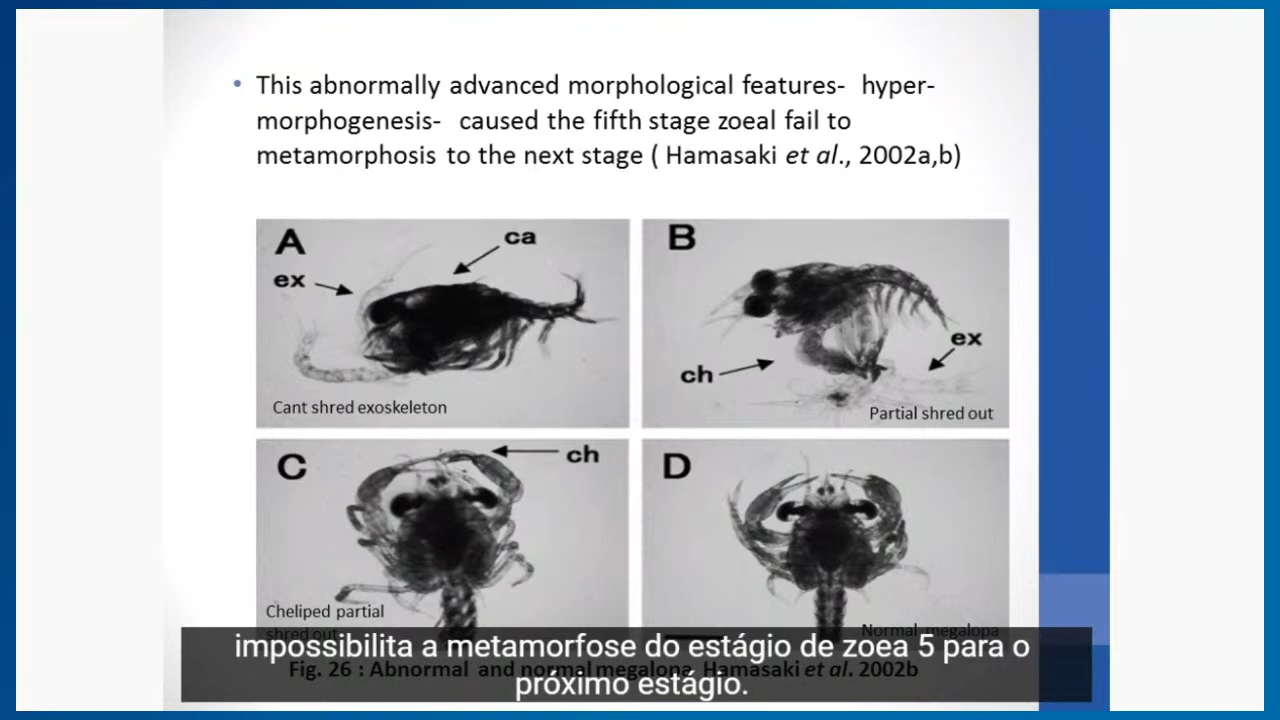 • This abnormally advanced morphological features- hyper-
morphogenesis- caused the fifth stage zoeal fail to
metamorphosis to the next stage ( Hamasaki et al., 2002a,b)
A
ca
ex
Cant shred exoskeleton
B
ex
ch
Partial shred out
C
ch
Cheliped partial
shred out
D
Normal megalopa
Fig. 26 : Abnormal and normal megalopa. Hamasaki et al. 2002b
impossibilita a metamorfose do estágio de zoea 5 para o
próximo estágio.